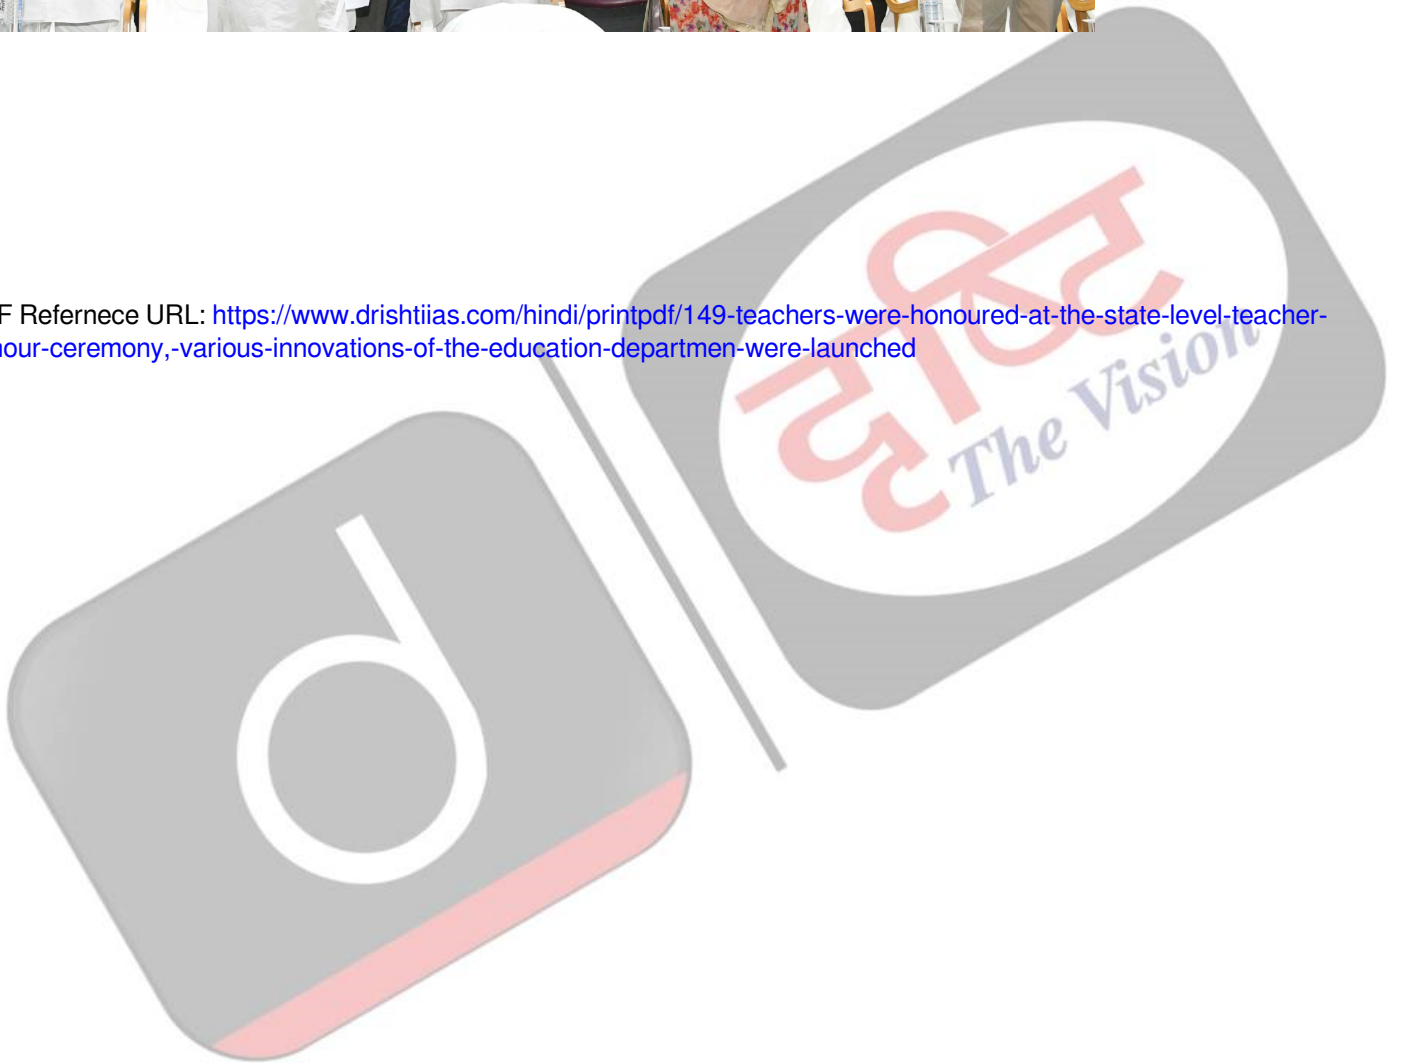 F Refernece URL: https://www.drishtiias.com/hindi/printpdf/149-teachers-were-honoured-at-the-state-level-teacher-
our-ceremony,-various-innovations-of-the-education-departmen-were-launched
दृष्टि
The Vision
d